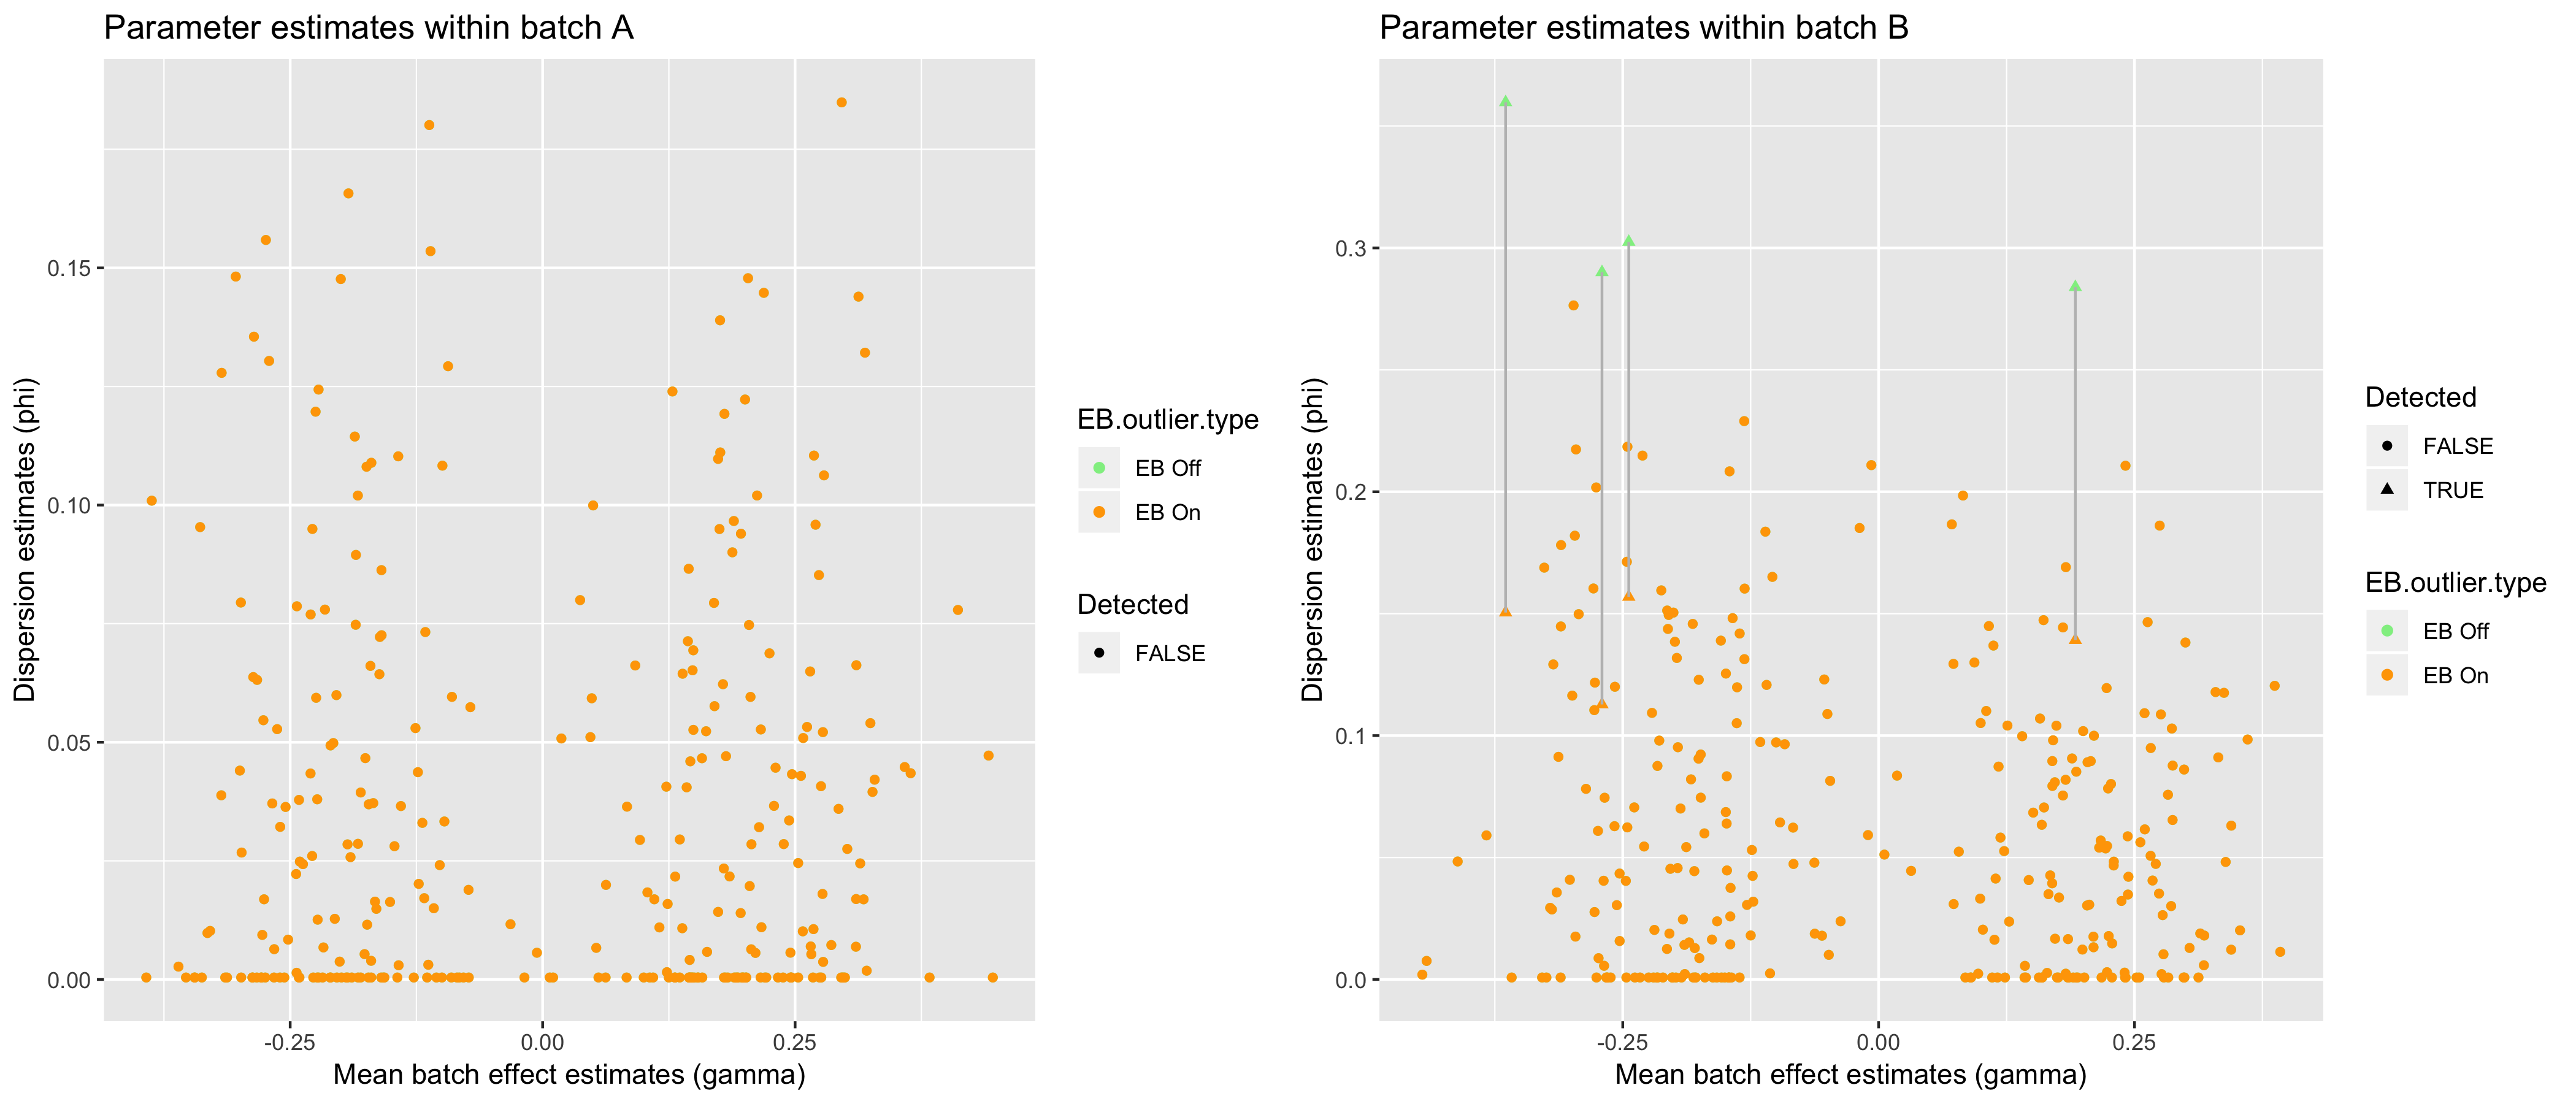 Parameter estimates within batch A
Dispersion estimates (phi)
0.15
0.10
0.05
0.00
-0.25
0.00
0.25
Mean batch effect estimates (gamma)
EB.outlier.type
EB Off
EB On
Detected
FALSE
Parameter estimates within batch B
Dispersion estimates (phi)
0.3
0.2
0.1
0.0
-0.25
0.00
0.25
Mean batch effect estimates (gamma)
Detected
FALSE
TRUE
EB.outlier.type
EB Off
EB On